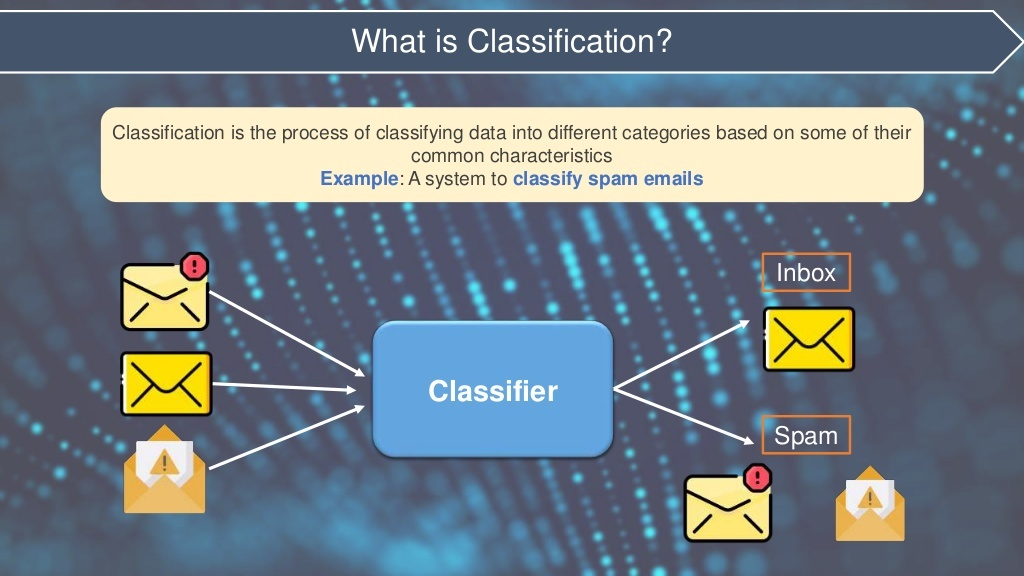 What is Classification?
Classification is the process of classifying data into different categories based on some of their
common characteristics
Example: A system to classify spam emails
Inbox
Classifier
Spam